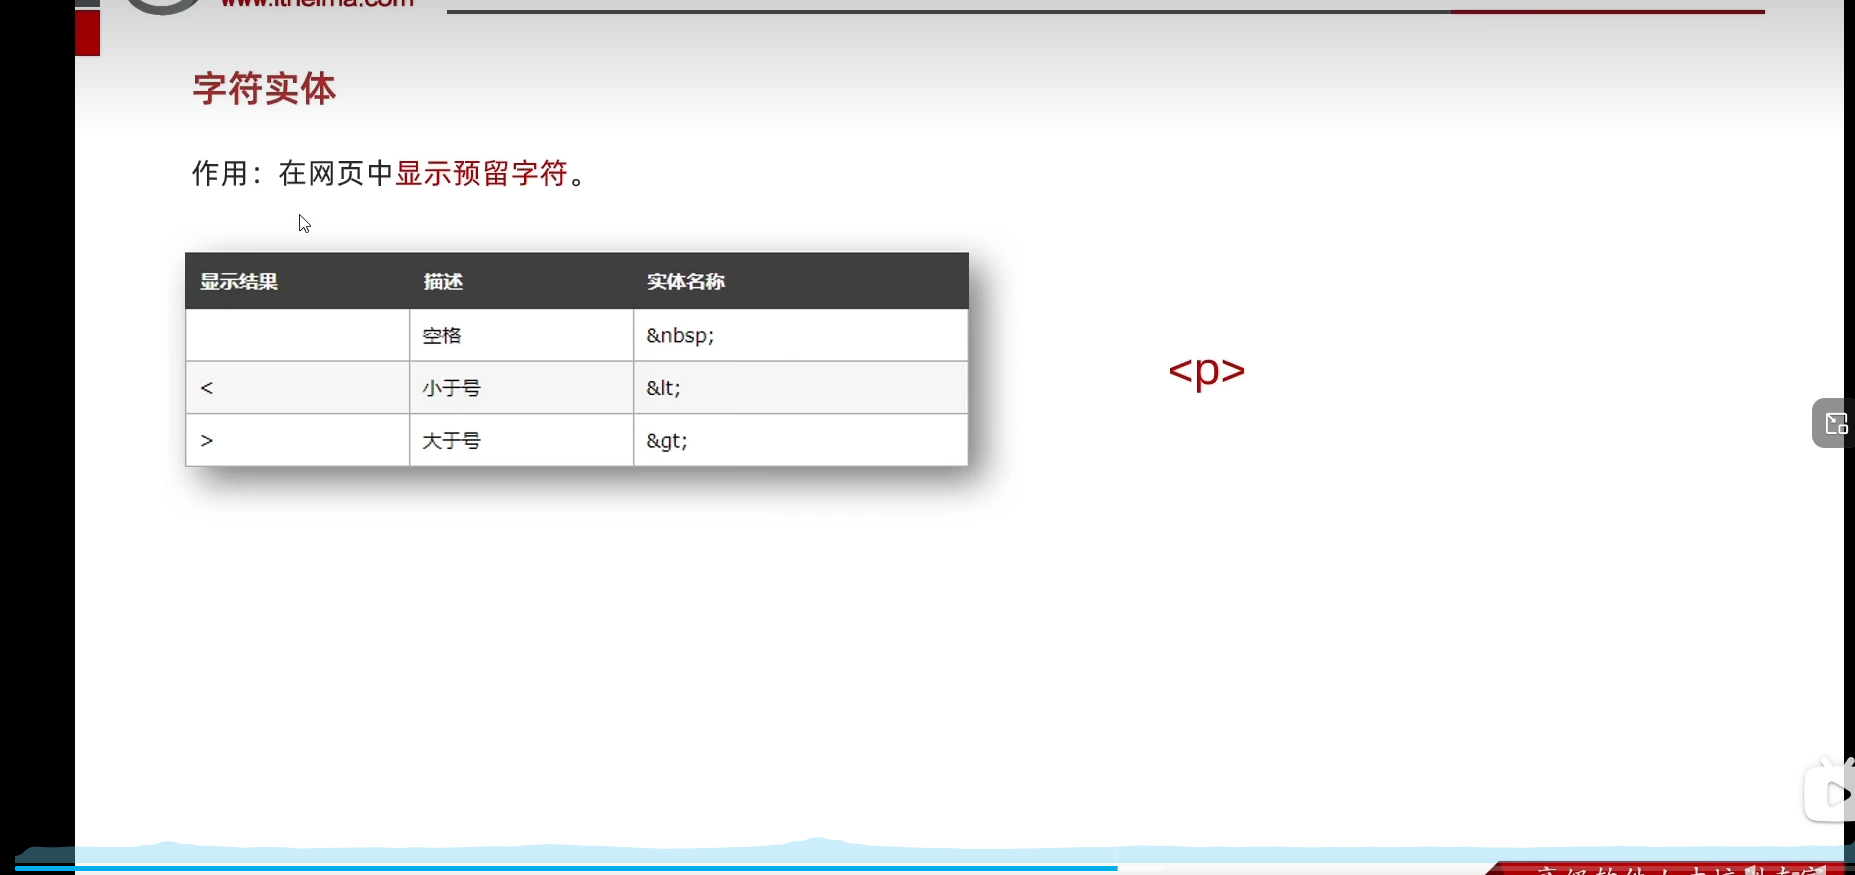 www.itheima.com
字符实体
作用：在网页中显示预留字符。
显示结果 描述 实体名称
空格 &nbsp;
< 小于号 &lt;
> 大于号 &gt;
<p>